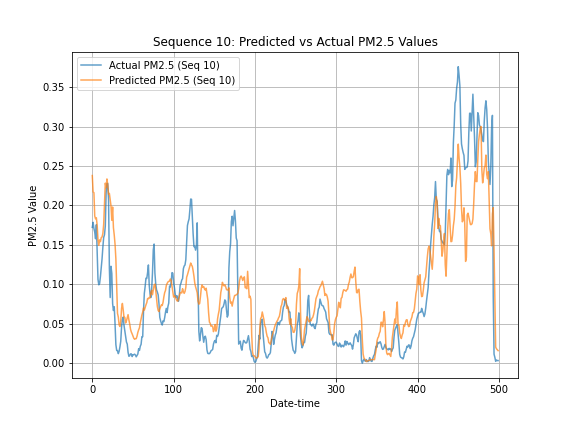 Sequence 10: Predicted vs Actual PM2.5 Values
Actual PM2.5 (Seq 10)
Predicted PM2.5 (Seq 10)
0.35
0.30
0.25
0.20
0.15
0.10
0.05
0.00
PM2.5 Value
0 100 200 300 400 500
Date-time